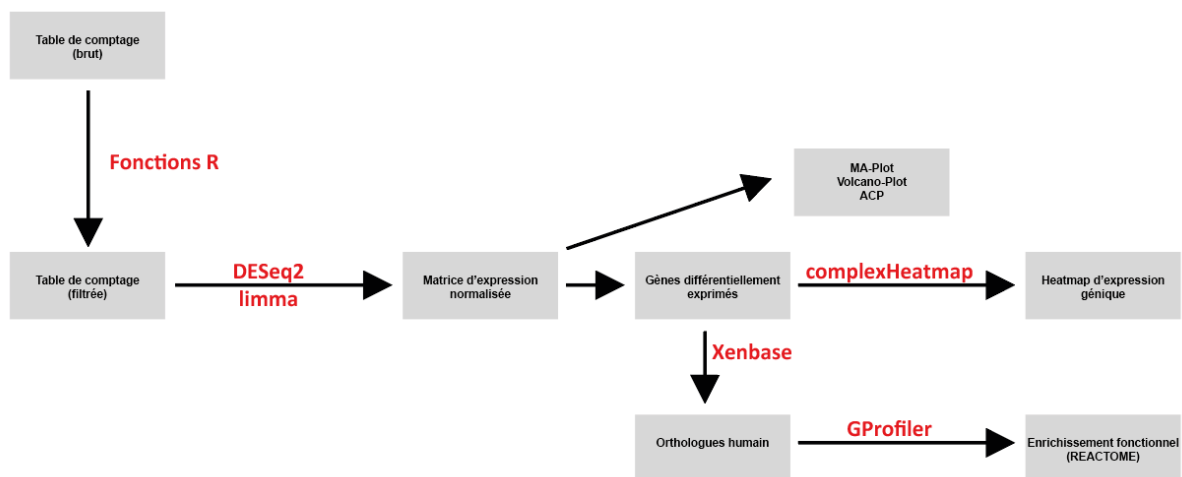 Table de comptage
(brut)
Fonctions R
MA-Plot
Volcano-Plot
ACP
Table de comptage
(filtrée)
DESeq2
limma
Matrice d'expression
normalisée
Gènes différentiellement
exprimés
complexHeatmap
Heatmap d'expression
génique
Xenbase
Orthologues humain
GProfiler
Enrichissement fonctionnel
(REACTOME)